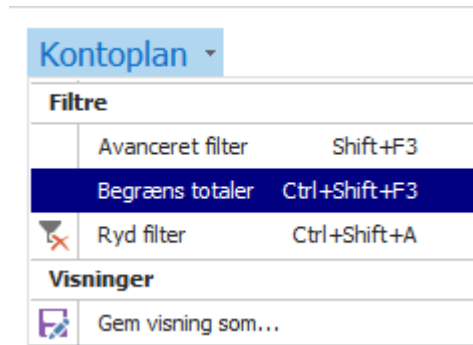 Kontoplan
Filtre
Avanceret filter Shift+F3
Begræns totaler Ctrl+Shift+F3
Ryd filter Ctrl+Shift+A
Visninger
Gem visning som...